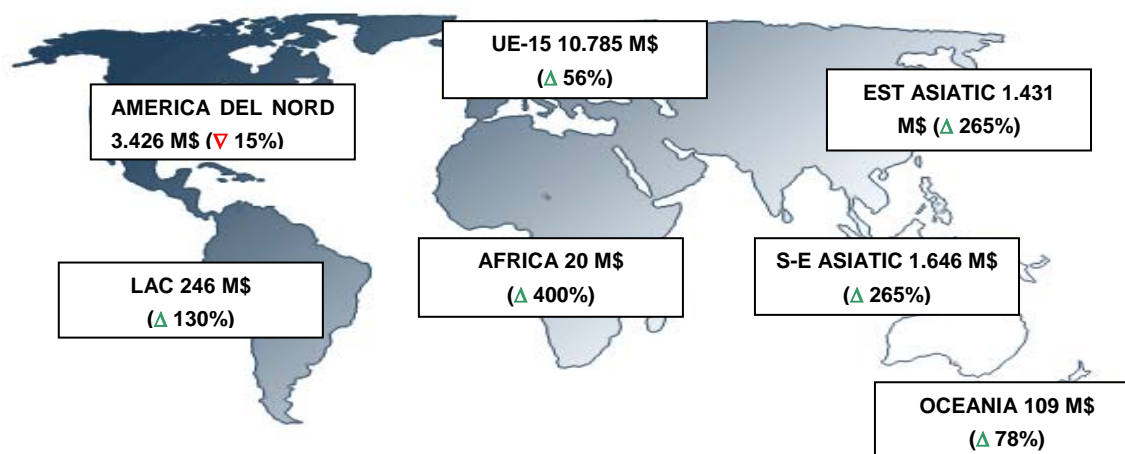 UE-15 10.785 M$
(Δ 56%)
AMERICA DEL NORD
3.426 M$ (∇ 15%)
EST ASIATIC 1.431
M$ (Δ 265%)
LAC 246 M$
(Δ 130%)
AFRICA 20 M$
(Δ 400%)
S-E ASIATIC 1.646 M$
(Δ 265%)
OCEANIA 109 M$
(Δ 78%)